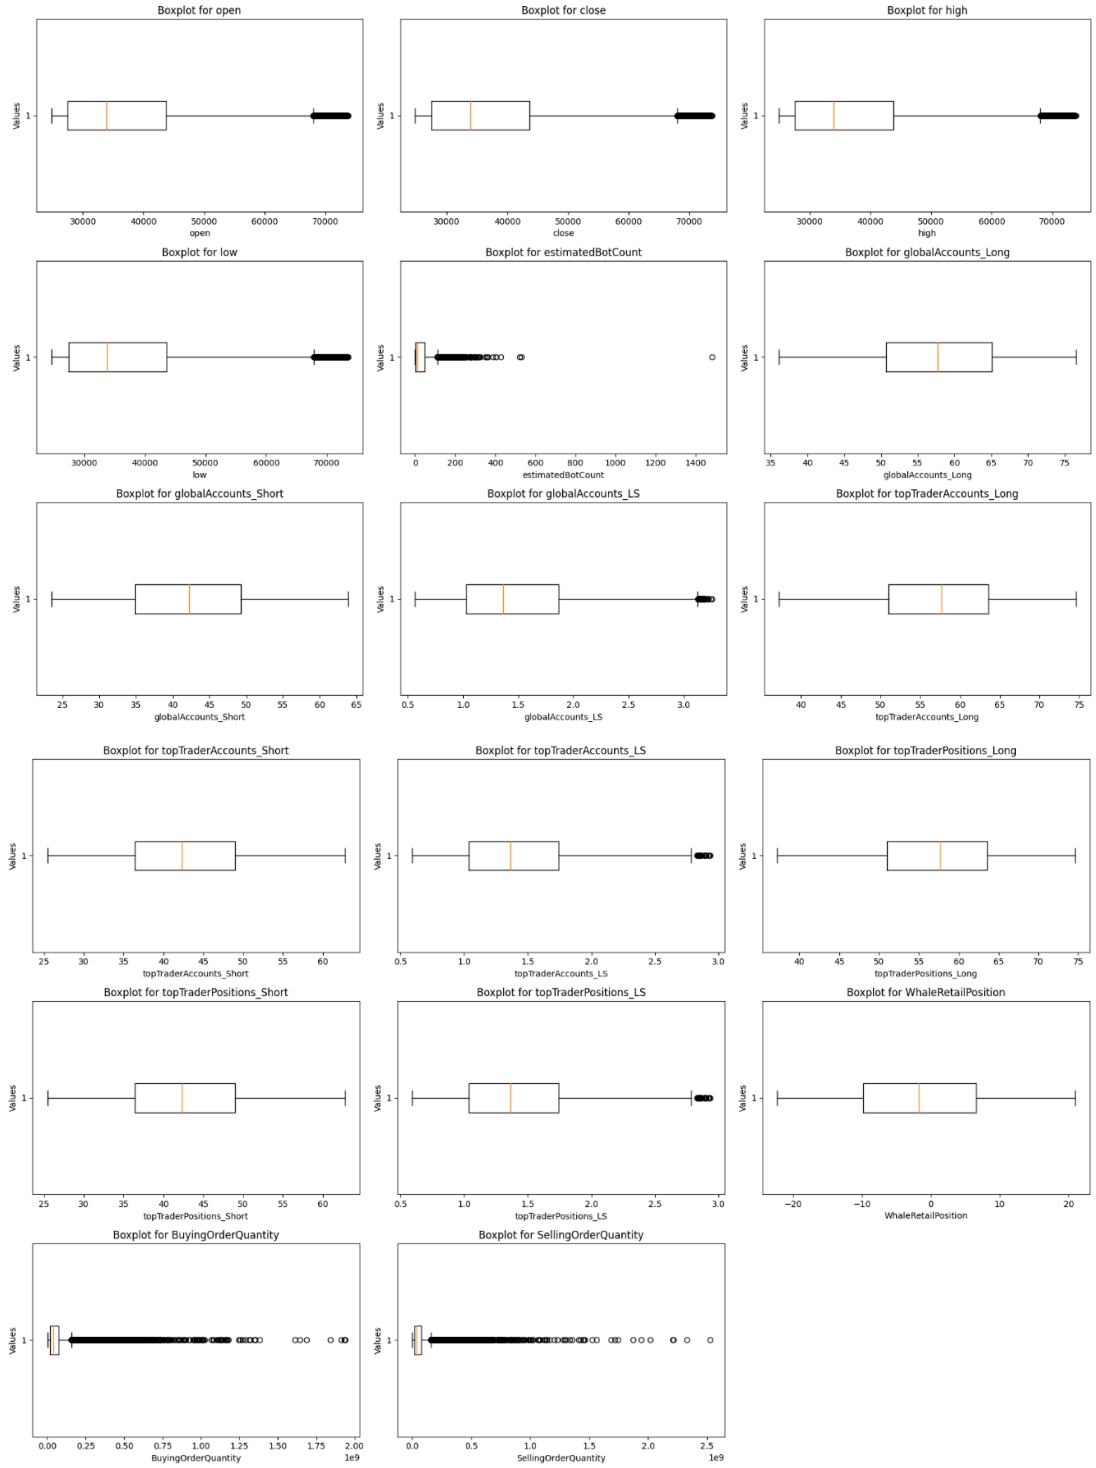 Boxplot for open
Values
1
30000 40000 50000 60000 70000
open
Boxplot for close
Values
1
30000 40000 50000 60000 70000
close
Boxplot for high
Values
1
30000 40000 50000 60000 70000
high
Boxplot for low
Values
1
30000 40000 50000 60000 70000
low
Boxplot for estimatedBotCount
Values
1
0 200 400 600 800 1000 1200 1400
estimatedBotCount
Boxplot for globalAccounts_Long
Values
1
35 40 45 50 55 60 65 70 75
globalAccounts_Long
Boxplot for globalAccounts_Short
Values
1
25 30 35 40 45 50 55 60 65
globalAccounts_Short
Boxplot for globalAccounts_LS
Values
1
0.5 1.0 1.5 2.0 2.5 3.0
globalAccounts_LS
Boxplot for topTraderAccounts_Long
Values
1
40 45 50 55 60 65 70 75
topTraderAccounts_Long
Boxplot for topTraderAccounts_Short
Values
1
25 30 35 40 45 50 55 60
topTraderAccounts_Short
Boxplot for topTraderAccounts_LS
Values
1
0.5 1.0 1.5 2.0 2.5 3.0
topTraderAccounts_LS
Boxplot for topTraderPositions_Long
Values
1
40 45 50 55 60 65 70 75
topTraderPositions_Long
Boxplot for topTraderPositions_Short
Values
1
25 30 35 40 45 50 55 60
topTraderPositions_Short
Boxplot for topTraderPositions_LS
Values
1
0.5 1.0 1.5 2.0 2.5 3.0
topTraderPositions_LS
Boxplot for WhaleRetailPosition
Values
1
−20 −10 0 10 20
WhaleRetailPosition
Boxplot for BuyingOrderQuantity
Values
1
0.00 0.25 0.50 0.75 1.00 1.25 1.50 1.75 2.00
BuyingOrderQuantity
1e9
Boxplot for SellingOrderQuantity
Values
1
0.0 0.5 1.0 1.5 2.0 2.5
SellingOrderQuantity
1e9